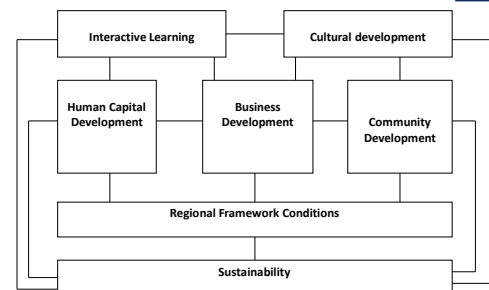 Interactive Learning
Cultural development
Human Capital
Development
Business
Development
Community
Development
Regional Framework Conditions
Sustainability